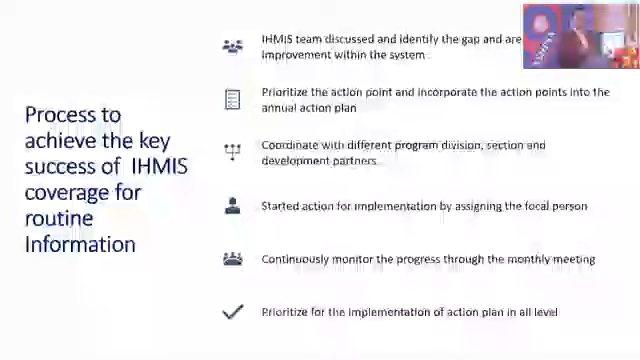 Process to
achieve the key
success of IHMIS
coverage for
routine
Information
IHMIS team discussed and identify the gap and are
improvement within the system
Prioritize the action point and incorporate the action points into the
annual action plan
Coordinate with different program division, section and
development partners.
Started action for implementation by assigning the focal person
Continuously monitor the progress through the monthly meeting
Prioritize for the implementation of action plan in all level